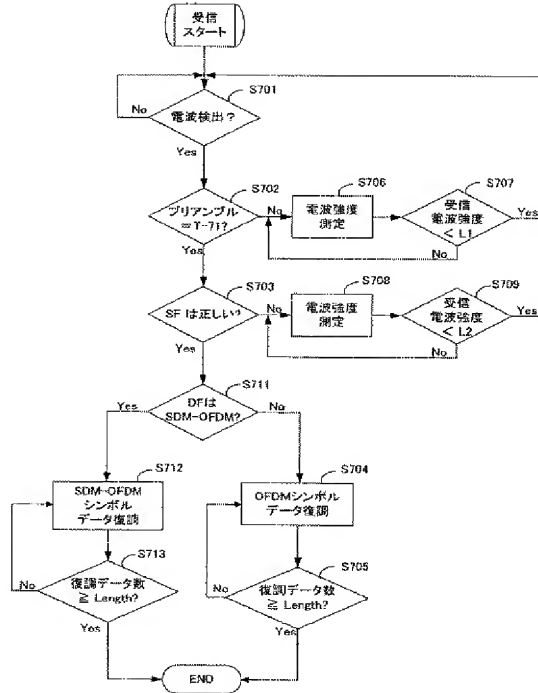 受信
スタート
S701
電波検出？
No
Yes
S702
プリアンブル
No
Yes
S706
電波強度
測定
S707
受信
電波強度
< L1
Yes
No
S703
SF は正しい？
No
Yes
S708
電波強度
測定
S709
受信
電波強度
< L2
Yes
No
S711
DFは
SDM-OFDM?
Yes
No
S712
SDM-OFDM
シンボル
データ復調
S704
OFDMシンボル
データ復調
S713
復調データ数
≧ Length?
No
Yes
S705
復調データ数
≧ Length?
No
Yes
END